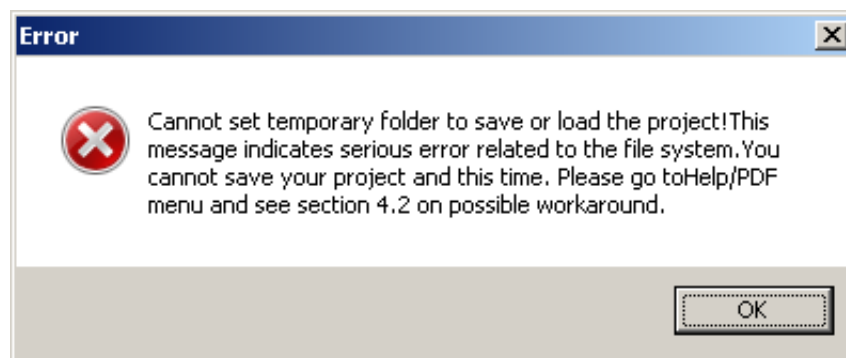 Error
Cannot set temporary folder to save or load the project!This
message indicates serious error related to the file system.You
cannot save your project and this time. Please go toHelp/PDF
menu and see section 4.2 on possible workaround.
OK